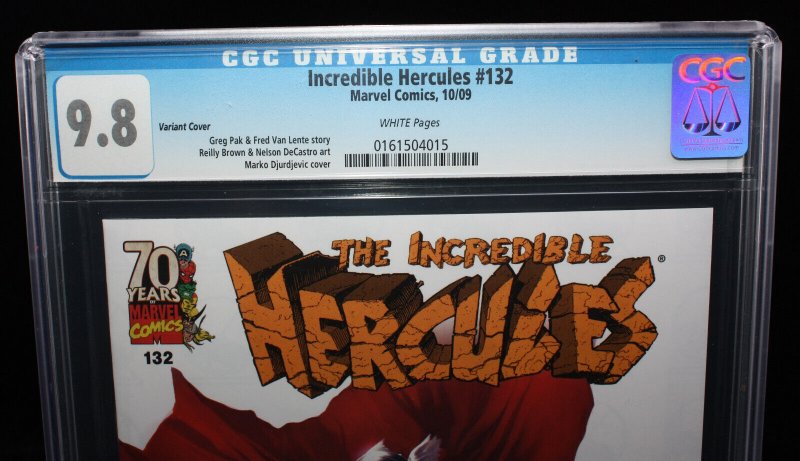 CGC UNIVERSAL GRADE
Incredible Hercules #132
Marvel Comics, 10/09
9.8
Variant Cover
WHITE Pages
Greg Pak & Fred Van Lente story
Reilly Brown & Nelson DeCastro art
Marko Djurdjevic cover
0161504015
CGC
70
YEARS
OF
MARVEL
COMICS
M
132
THE INCREDIBLE
HERCULES
®